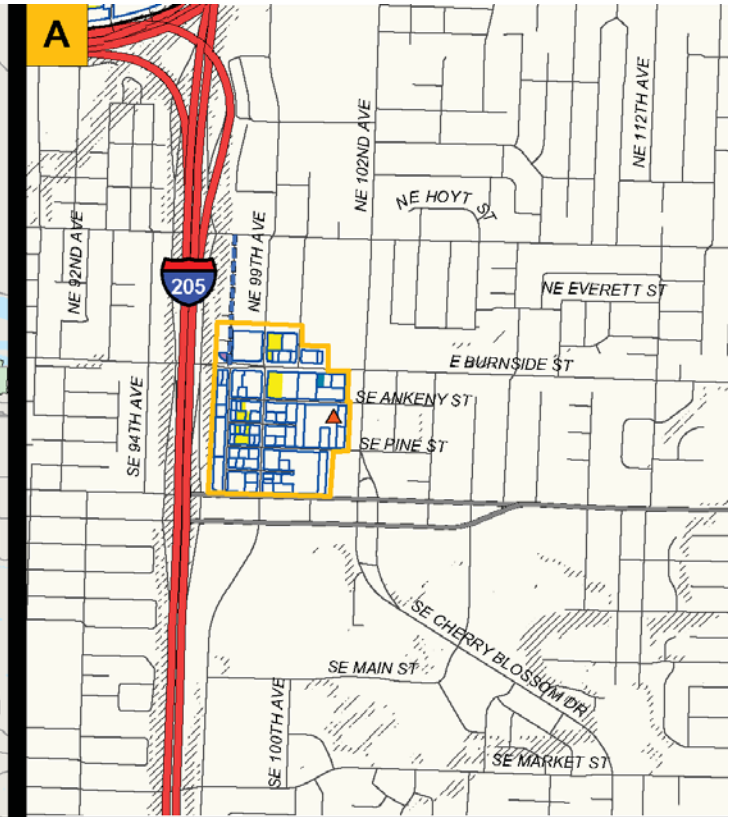 A
NE 112TH AVE
NE 102ND AVE
NE HOYT ST
NE 92ND AVE
NE 99TH AVE
205
NE EVERETT ST
E BURNSIDE ST
SE 94TH AVE
SE ANKENY ST
SE PINE ST
SE CHERRY BLOSSOM DR
SE MAIN ST
SE 100TH AVE
SE MARKET ST